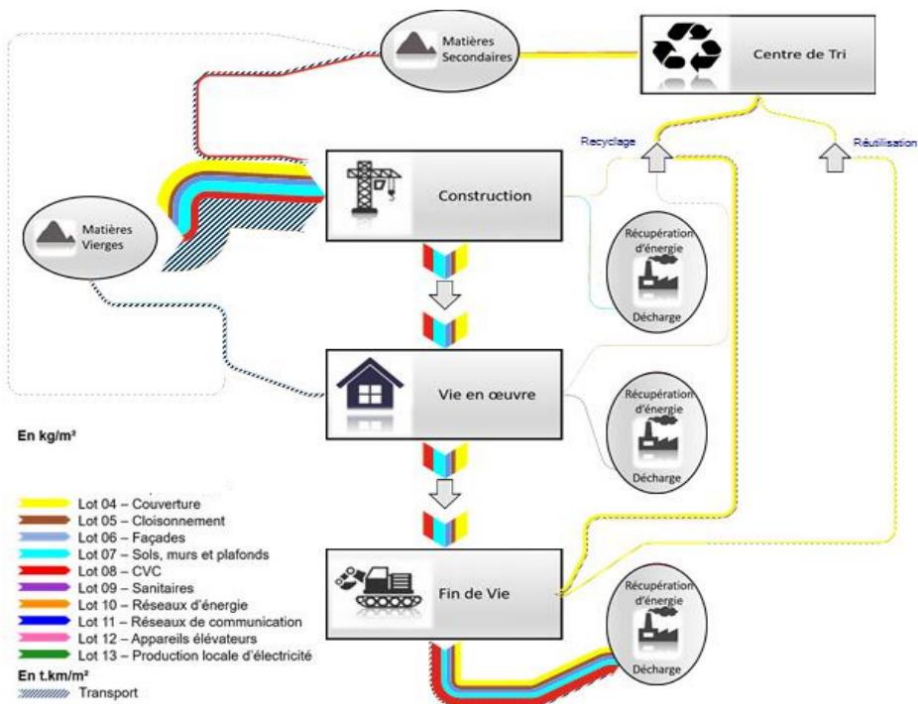 Matières
Secondaires
Centre de Tri
Recyclage
Réutilisation
Matières
Vierges
Construction
Récupération
d'énergie
Décharge
Vie en œuvre
Récupération
d'énergie
Décharge
Fin de Vie
Récupération
d'énergie
Décharge
En kg/m²
Lot 04 – Couverture
Lot 05 – Cloisonnement
Lot 06 – Façades
Lot 07 – Sols, murs et plafonds
Lot 08 – CVC
Lot 09 – Sanitaires
Lot 10 – Réseaux d'énergie
Lot 11 – Réseaux de communication
Lot 12 – Appareils élévateurs
Lot 13 – Production locale d'électricité
En t.km/m²
Transport